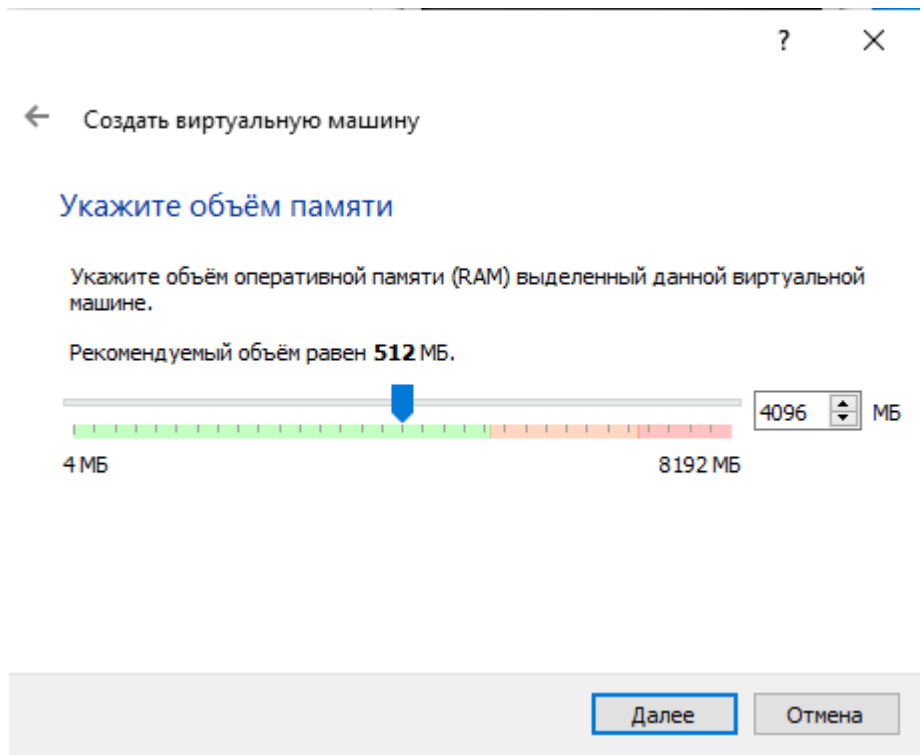 ?
Создать виртуальную машину
Укажите объём памяти
Укажите объём оперативной памяти (RAM) выделенный данной виртуальной
машине.
Рекомендуемый объём равен 512 МБ.
4096 МБ
4 МБ 8192 МБ
Далее Отмена